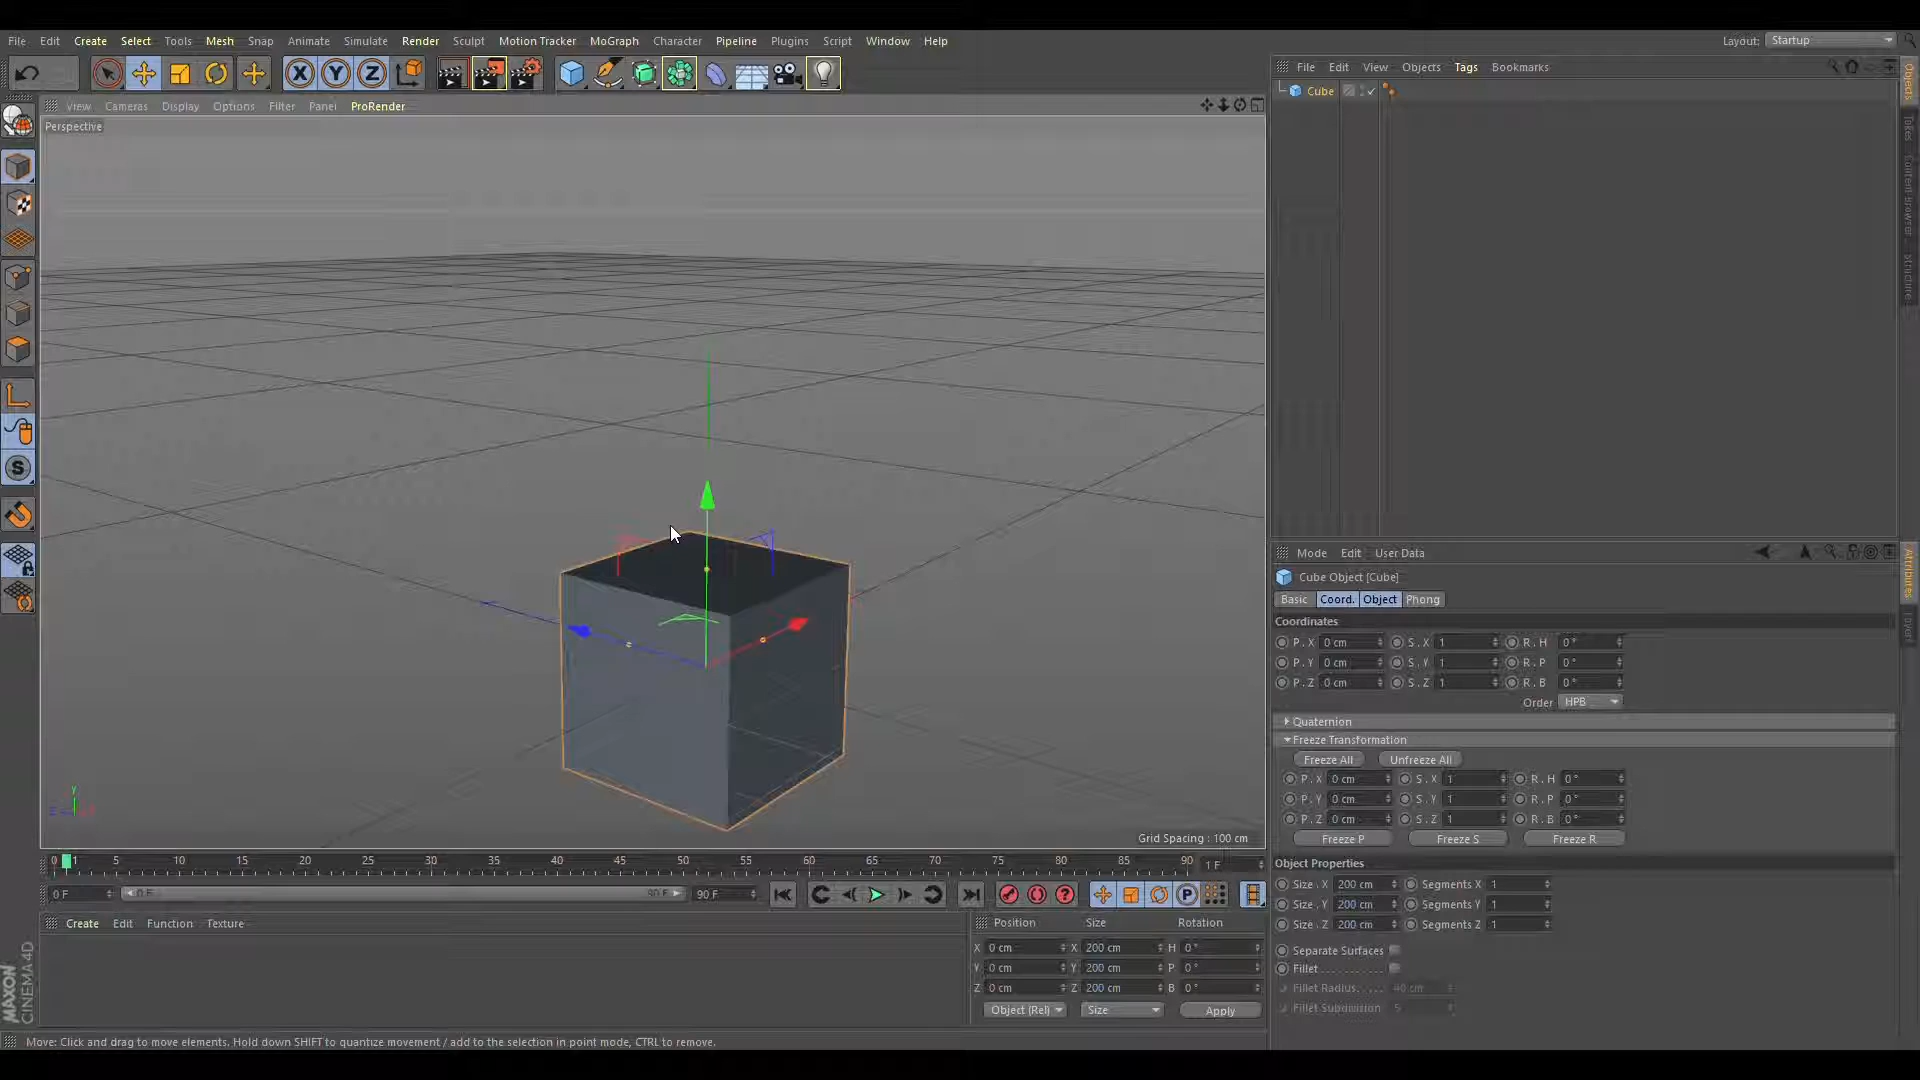 File Edit Create Select Tools Mesh Snap Animate Simulate Render Sculpt Motion Tracker MoGraph Character Pipeline Plugins Script Window Help
Layout: Startup
File Edit View Objects Tags Bookmarks
Cube
View Cameras Display Options Filter Panel ProRender
Perspective
Objects
Takes
Content Browser
Structure
Mode Edit User Data
Cube Object [Cube]
Basic Coord. Object Phong
Attributes
Coordinates
P . X 0 cm S . X 1 R . H 0 °
P . Y 0 cm S . Y 1 R . P 0 °
P . Z 0 cm S . Z 1 R . B 0 °
Order HPB
Quaternion
Freeze Transformation
Freeze All Unfreeze All
P . X 0 cm S . X 1 R . H 0 °
P . Y 0 cm S . Y 1 R . P 0 °
P . Z 0 cm S . Z 1 R . B 0 °
Freeze P Freeze S Freeze R
Object Properties
Size . X 200 cm Segments X 1
Size . Y 200 cm Segments Y 1
Size . Z 200 cm Segments Z 1
Separate Surfaces
Fillet
Fillet Radius 40 cm
Fillet Subdivision 5
Y
Grid Spacing : 100 cm
0 1 5 10 15 20 25 30 35 40 45 50 55 60 65 70 75 80 85 90 1 F
0 F 0 F 90 F 90 F
Create Edit Function Texture
Position Size Rotation
X 0 cm X 200 cm H 0 °
Y 0 cm Y 200 cm P 0 °
Z 0 cm Z 200 cm B 0 °
Object (Rel) Size Apply
MAXON
CINEMA 4D
Move: Click and drag to move elements. Hold down SHIFT to quantize movement / add to the selection in point mode, CTRL to remove.